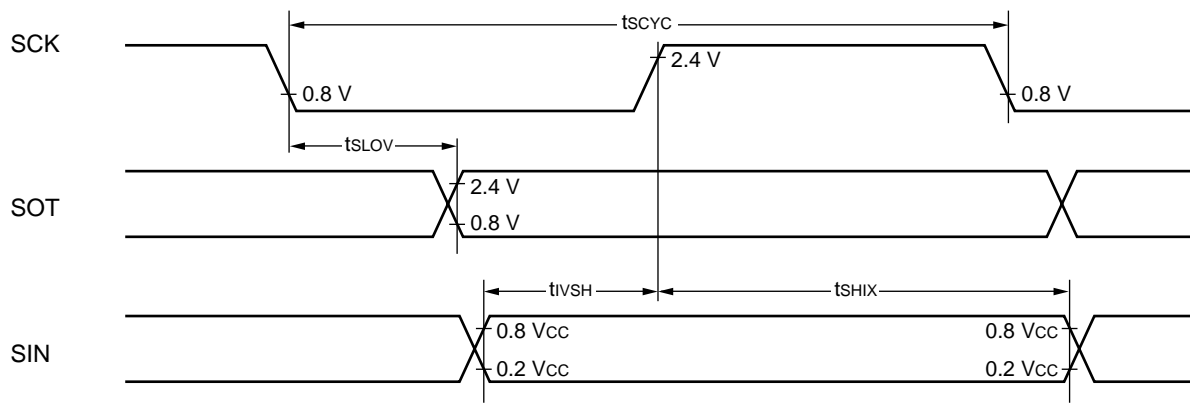 tSCYC
SCK
2.4 V
0.8 V
0.8 V
tSLOV
SOT
2.4 V
0.8 V
tIVSH
tSHIX
SIN
0.8 VCC
0.8 VCC
0.2 VCC
0.2 VCC